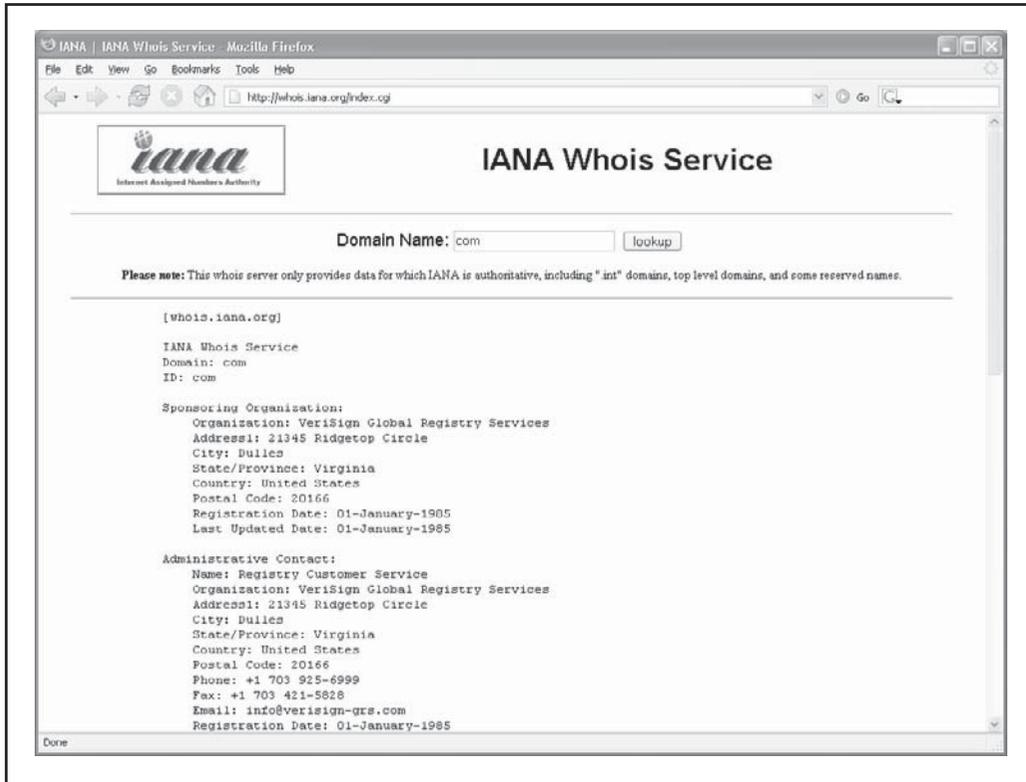 IANA | IANA Whois Service - Mozilla Firefox
File Edit View Go Bookmarks Tools Help
http://whois.iana.org/index.cgi Go
iana
Internet Assigned Numbers Authority
IANA Whois Service
Domain Name: com lookup
Please note: This whois server only provides data for which IANA is authoritative, including ".int" domains, top level domains, and some reserved names.
[whois.iana.org]
IANA Whois Service
Domain: com
ID: com
Sponsoring Organization:
Organization: VeriSign Global Registry Services
Address1: 21345 Ridgetop Circle
City: Dulles
State/Province: Virginia
Country: United States
Postal Code: 20166
Registration Date: 01-January-1985
Last Updated Date: 01-January-1985
Administrative Contact:
Name: Registry Customer Service
Organization: VeriSign Global Registry Services
Address1: 21345 Ridgetop Circle
City: Dulles
State/Province: Virginia
Country: United States
Postal Code: 20166
Phone: +1 703 925-6999
Fax: +1 703 421-5828
Email: info@verisign-grs.com
Registration Date: 01-January-1985
Done